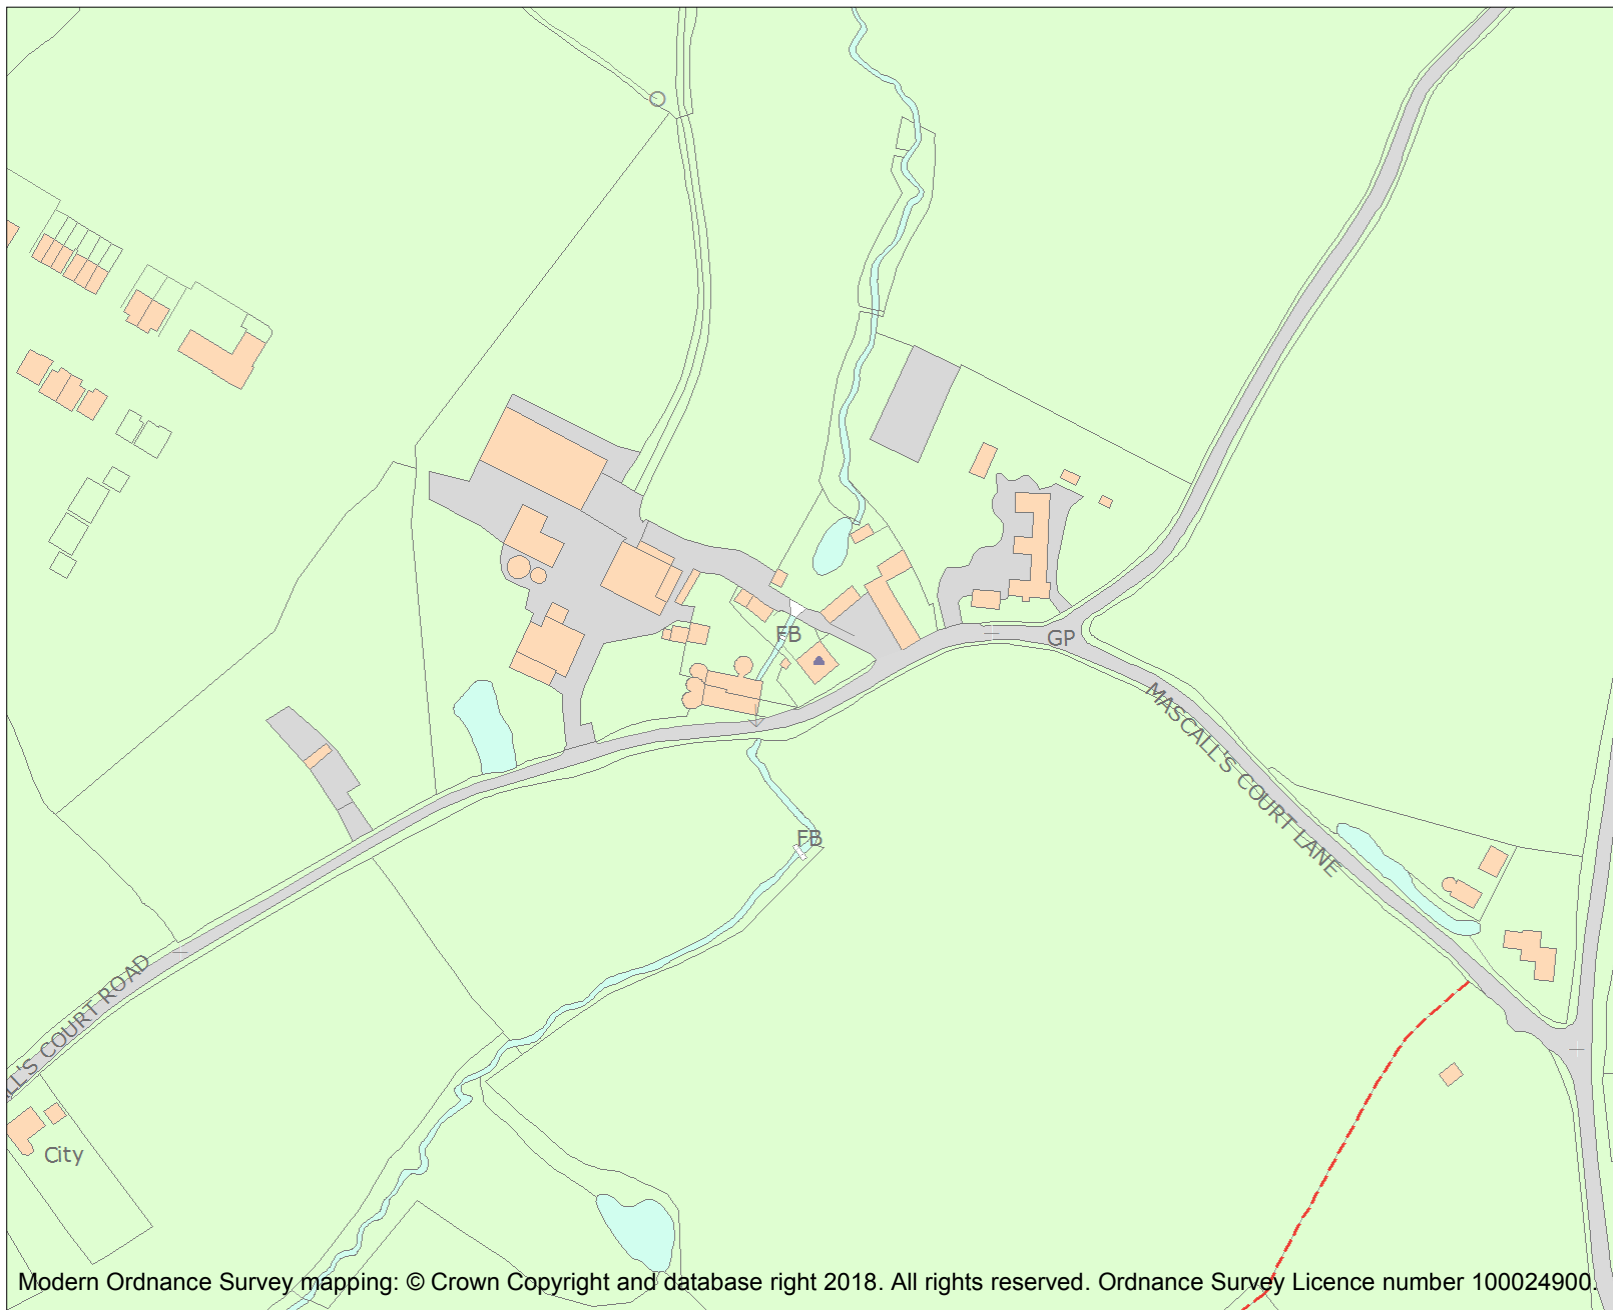 FB
GP
MASCALL'S COURT LANE
FB
LL'S COURT ROAD
City
Modern Ordnance Survey mapping: © Crown Copyright and database right 2018. All rights reserved. Ordnance Survey Licence number 100024900.